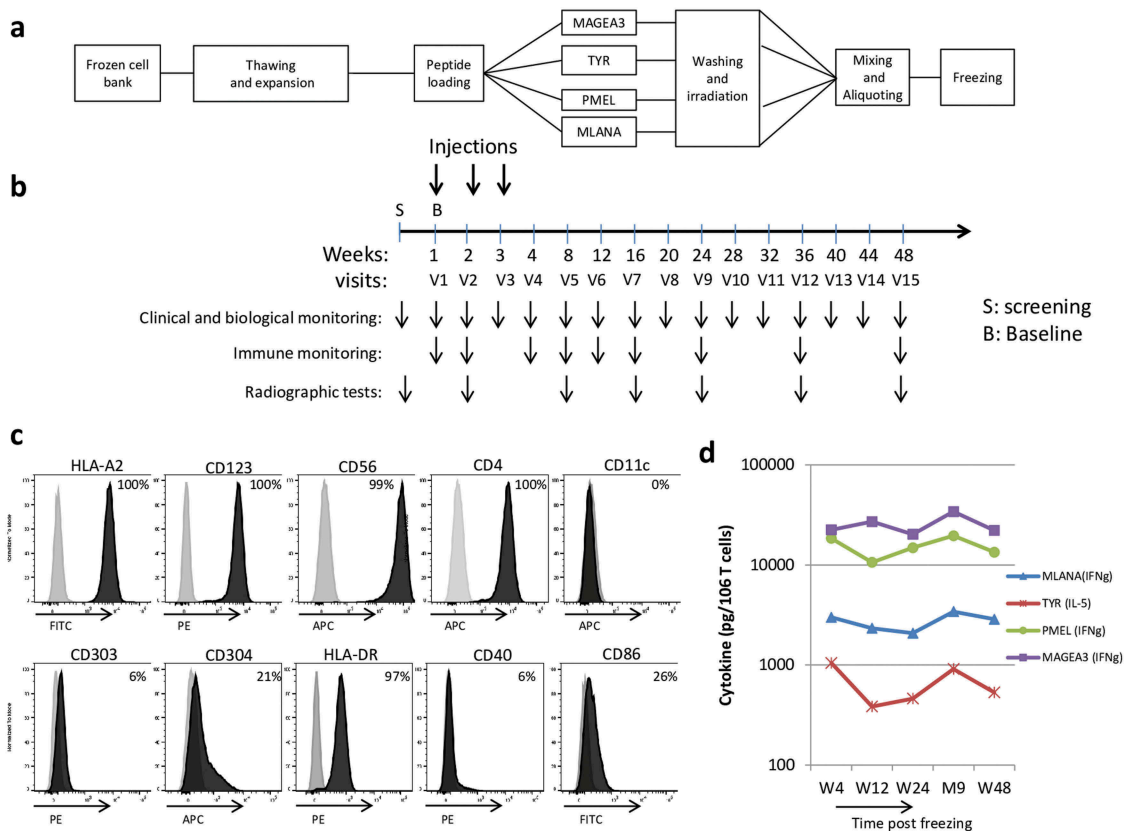 a
Frozen cell
bank
Thawing
and expansion
Peptide
loading
MAGEA3
TYR
PMEL
MLANA
Washing
and
irradiation
Mixing
and
Aliquoting
Freezing
b
Injections
S B
Weeks: 1 2 3 4 8 12 16 20 24 28 32 36 40 44 48
visits: V1 V2 V3 V4 V5 V6 V7 V8 V9 V10 V11 V12 V13 V14 V15
Clinical and biological monitoring:
Immune monitoring:
Radiographic tests:
S: screening
B: Baseline
c
HLA-A2 CD123 CD56 CD4 CD11c
100% 100% 99% 100% 0%
FITC PE APC APC APC
CD303 CD304 HLA-DR CD40 CD86
6% 21% 97% 6% 26%
PE APC PE PE FITC
d
Cytokine (pg/106 T cells)
100000
10000
1000
100
W4 W12 W24 M9 W48
Time post freezing
MLANA(IFNg)
TYR (IL-5)
PMEL (IFNg)
MAGEA3 (IFNg)